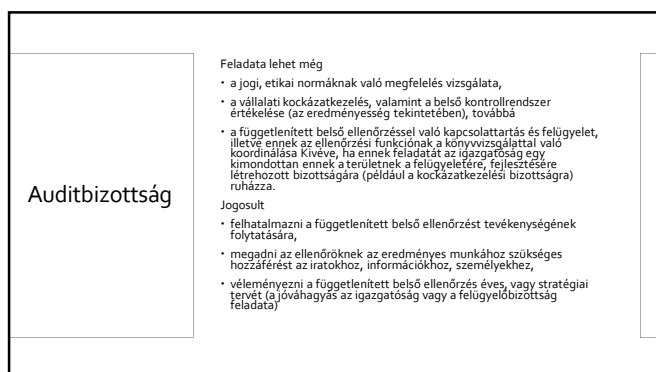 Auditbizottság
Feladata lehet még
• a jogi, etikai normáknak való megfelelés vizsgálata,
• a vállalati kockázatkezelés, valamint a belső kontrollrendszer
értékelése (az eredményesség tekintetében), továbbá
• a függetlenített belső ellenőrzéssel való kapcsolattartás és felügyelet,
illetve ennek az ellenőrzési funkciónak a könyvvizsgálattal való
koordinálása Kivéve, ha ennek feladatát az igazgatóság egy
kimondottan ennek a területnek a felügyeletére, fejlesztésére
létrehozott bizottságára (például a kockázatkezelési bizottságra)
ruházza.
Jogosult
• felhatalmazni a függetlenített belső ellenőrzést tevékenységének
folytatására,
• megadni az ellenőröknek az eredményes munkához szükséges
hozzáférést az iratokhoz, információkhoz, személyekhez,
• véleményezni a függetlenített belső ellenőrzés éves, vagy stratégiai
tervét (a jóváhagyás az igazgatóság vagy a felügyelőbizottság
feladata)